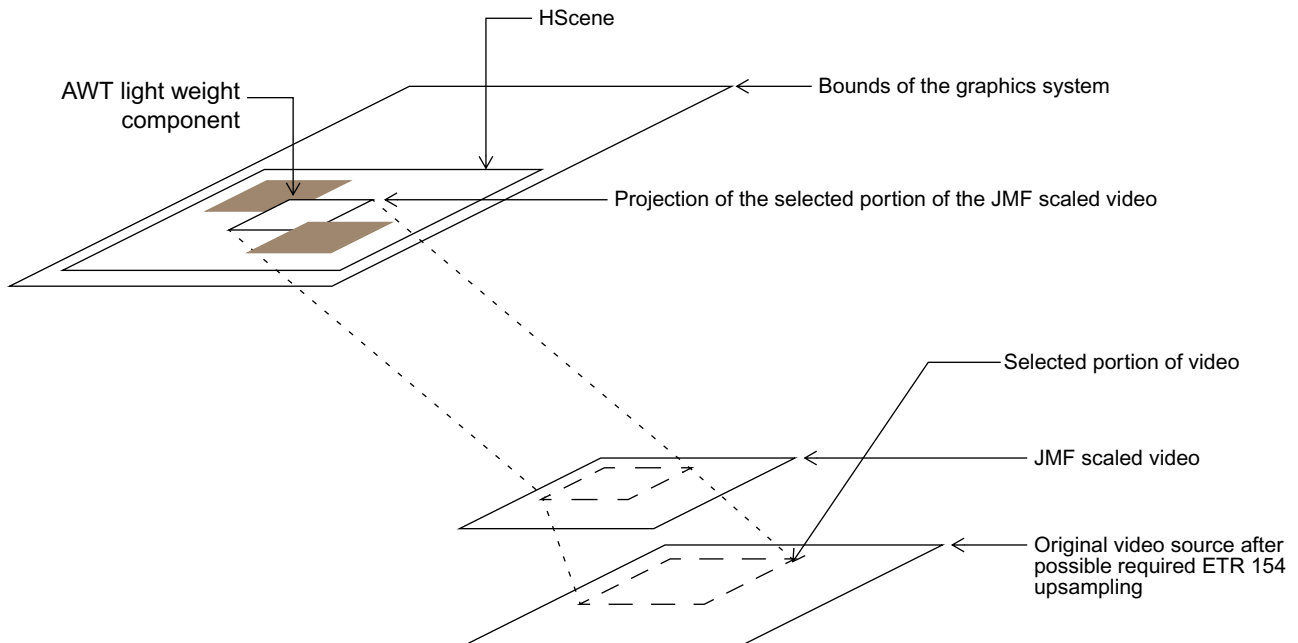 HScene
Bounds of the graphics system
AWT light weight
component
Projection of the selected portion of the JMF scaled video
Selected portion of video
JMF scaled video
Original video source after
possible required ETR 154
upsampling